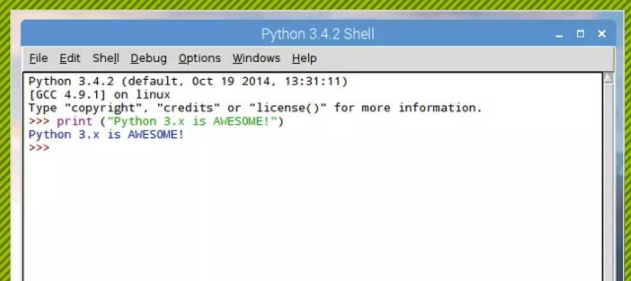 Python 3.4.2 Shell
File Edit Shell Debug Options Windows Help
Python 3.4.2 (default, Oct 19 2014, 13:31:11)
[GCC 4.9.1] on linux
Type "copyright", "credits" or "license()" for more information.
>>> print ("Python 3.x is AWESOME!")
Python 3.x is AWESOME!
>>>